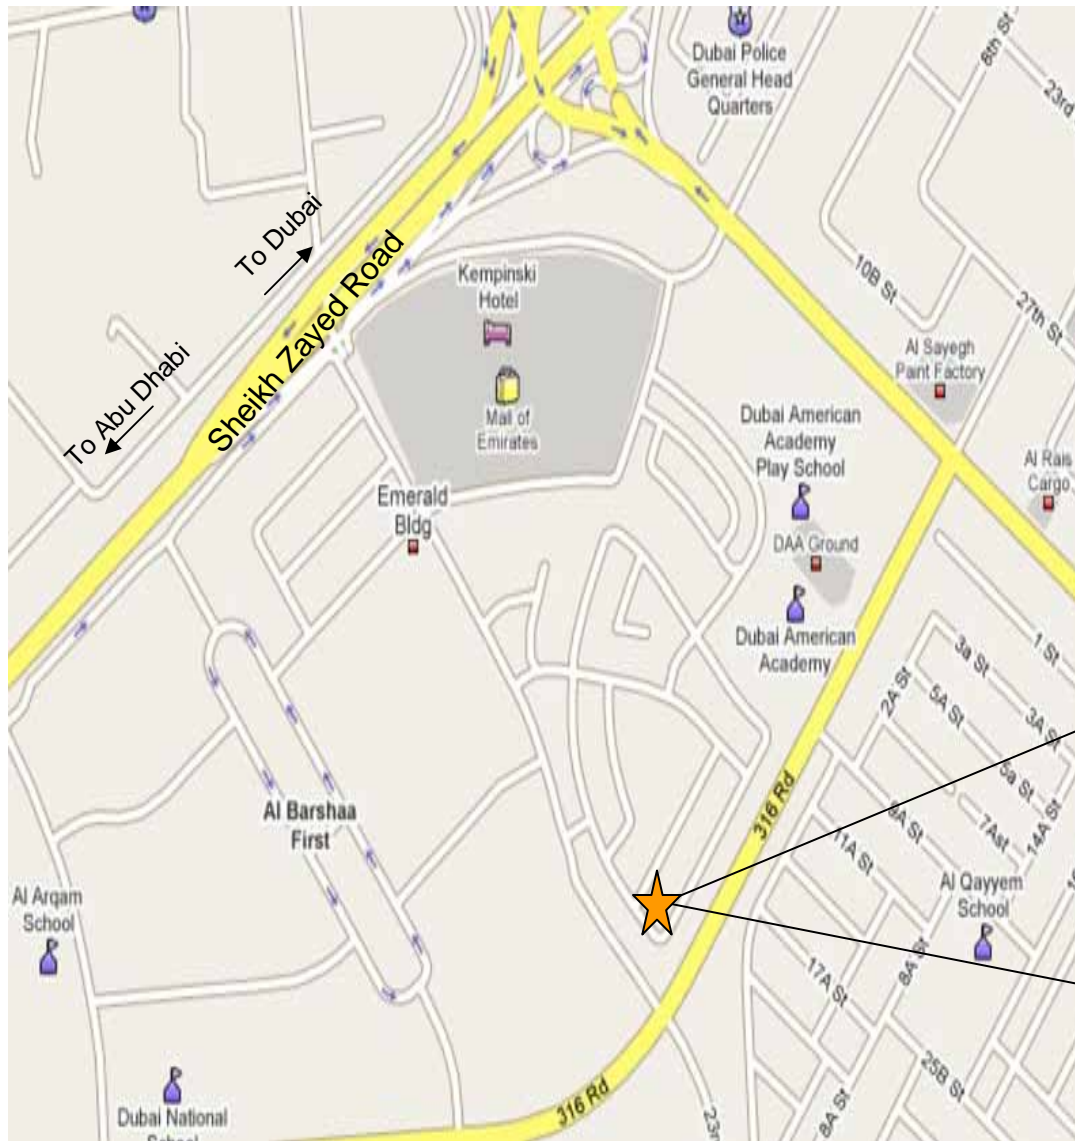 Dubai Police
General Head
Quarters
8th St
23rd
To Dubai
Sheikh Zayed Road
Kempinski
Hotel
10B St
27th St
To Abu Dhabi
Mall of
Emirates
Al Sayegh
Paint Factory
Dubai American
Academy
Play School
Al Rais
Cargo
Emerald
Bldg
DAA Ground
Dubai American
Academy
1 St
3a St
2A St
5A St
3A St
5a St
316 Rd
Al Barshaa
First
9A St
7Ast
14A St
11A St
Al Arqam
School
Al Qayyem
School
8A St
17A St
25B St
316 Rd
8A St
Dubai National
School